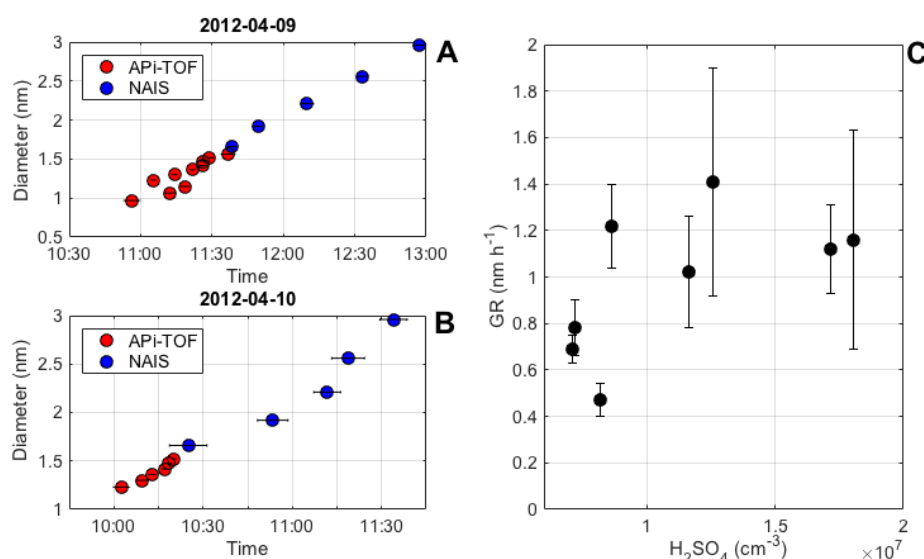 2012-04-09
A
APi-TOF
NAIS
Diameter (nm)
3
2.5
2
1.5
1
0.5
10:30
11:00
11:30
12:00
12:30
13:00
Time
2012-04-10
B
APi-TOF
NAIS
Diameter (nm)
3
2.5
2
1.5
1
10:00
10:30
11:00
11:30
Time
C
GR (nm h⁻¹)
2
1.8
1.6
1.4
1.2
1
0.8
0.6
0.4
0.2
0
1
1.5
2
H₂SO₄ (cm⁻³)
×10⁷